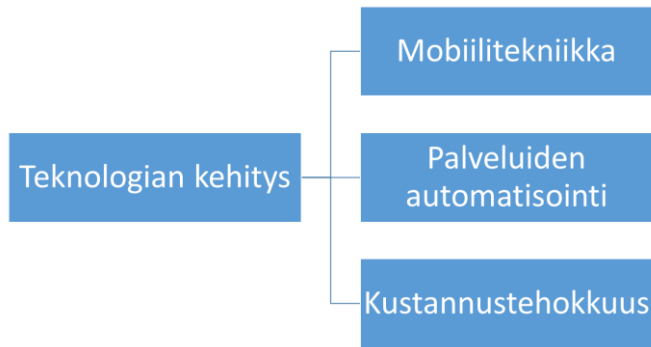 Mobiilitekniikka
Teknologian kehitys
Palveluiden
automatisointi
Kustannustehokkuus